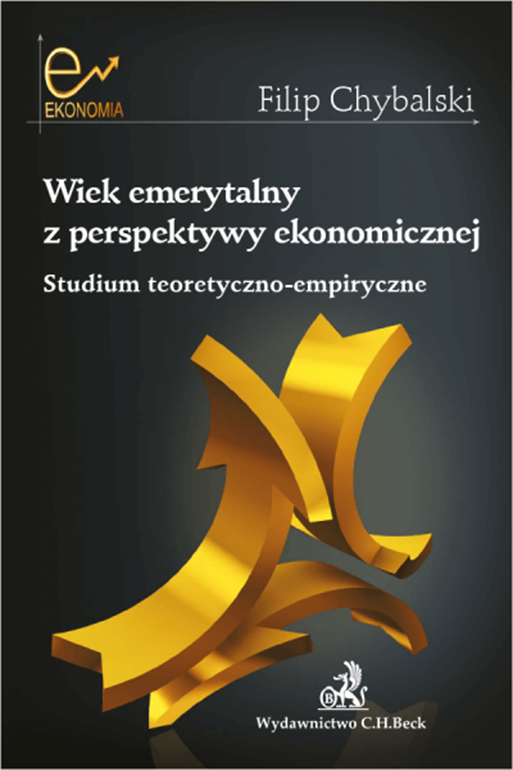 e
EKONOMIA
Filip Chybalski
Wiek emerytalny
z perspektywy ekonomicznej
Studium teoretyczno-empiryczne
B
Wydawnictwo C.H.Beck